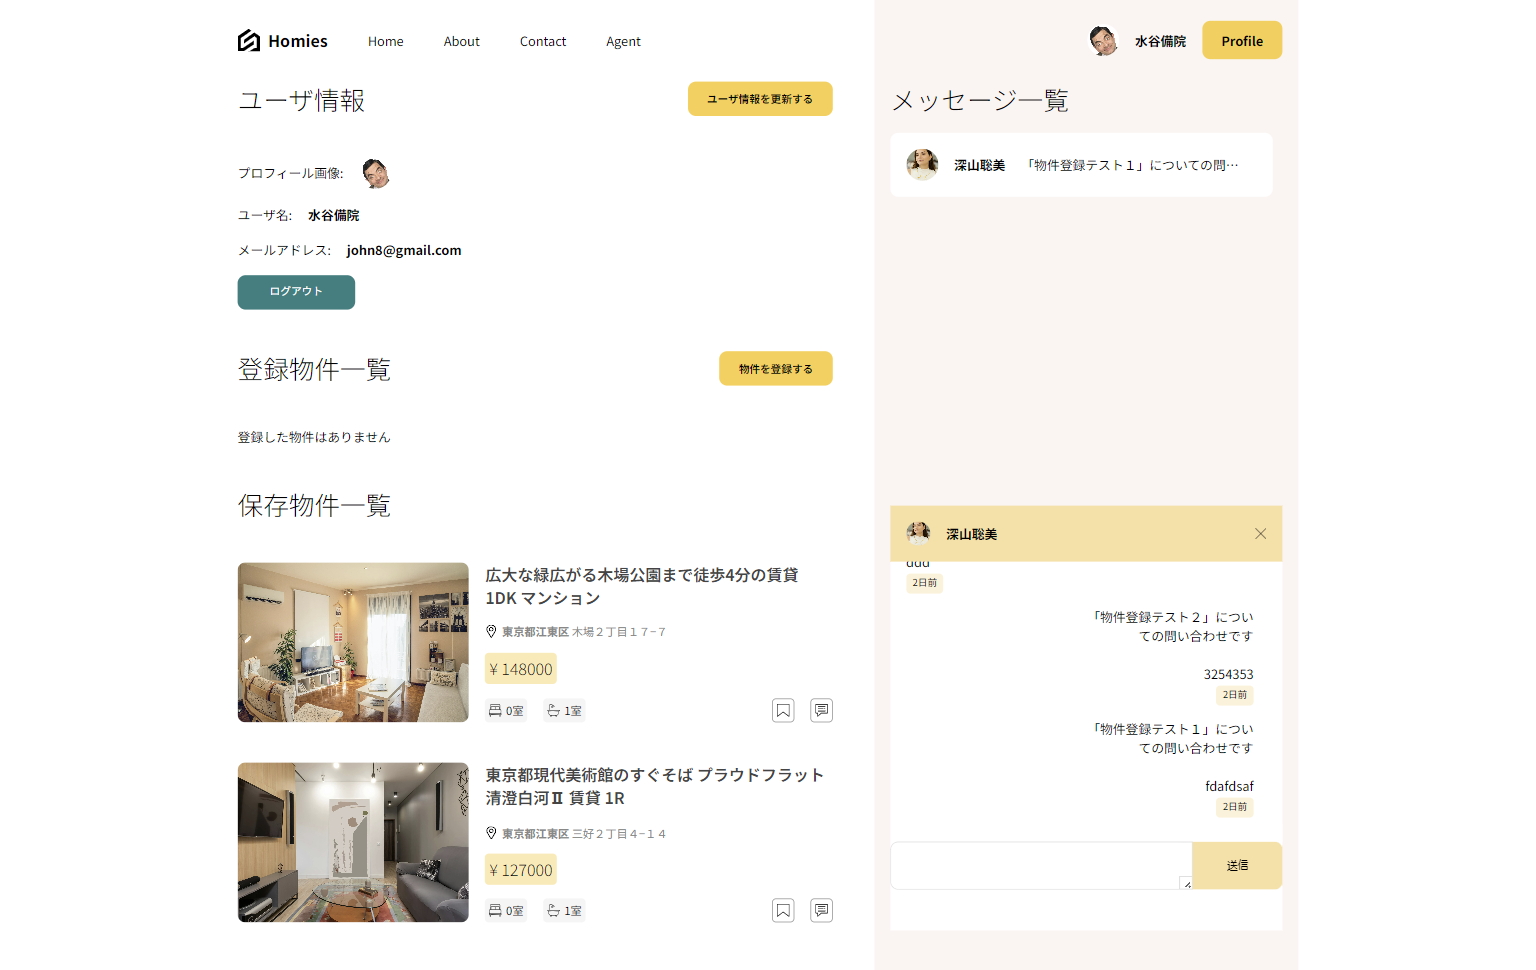 Homies
Home
About
Contact
Agent
水谷備院
Profile
ユーザ情報
ユーザ情報を更新する
プロフィール画像:
ユーザ名: 水谷備院
メールアドレス: john8@gmail.com
ログアウト
登録物件一覧
物件を登録する
登録した物件はありません
保存物件一覧
広大な緑広がる木場公園まで徒歩4分の賃貸
1DK マンション
東京都江東区 木場２丁目１７−７
¥ 148000
0室
1室
東京都現代美術館のすぐそば プラウドフラット
清澄白河Ⅱ 賃貸 1R
東京都江東区 三好２丁目４−１４
¥ 127000
0室
1室
メッセージ一覧
深山聡美
「物件登録テスト１」についての問…
深山聡美
ddd
2日前
「物件登録テスト２」につい
ての問い合わせです
3254353
2日前
「物件登録テスト１」につい
ての問い合わせです
fdafdsaf
2日前
送信